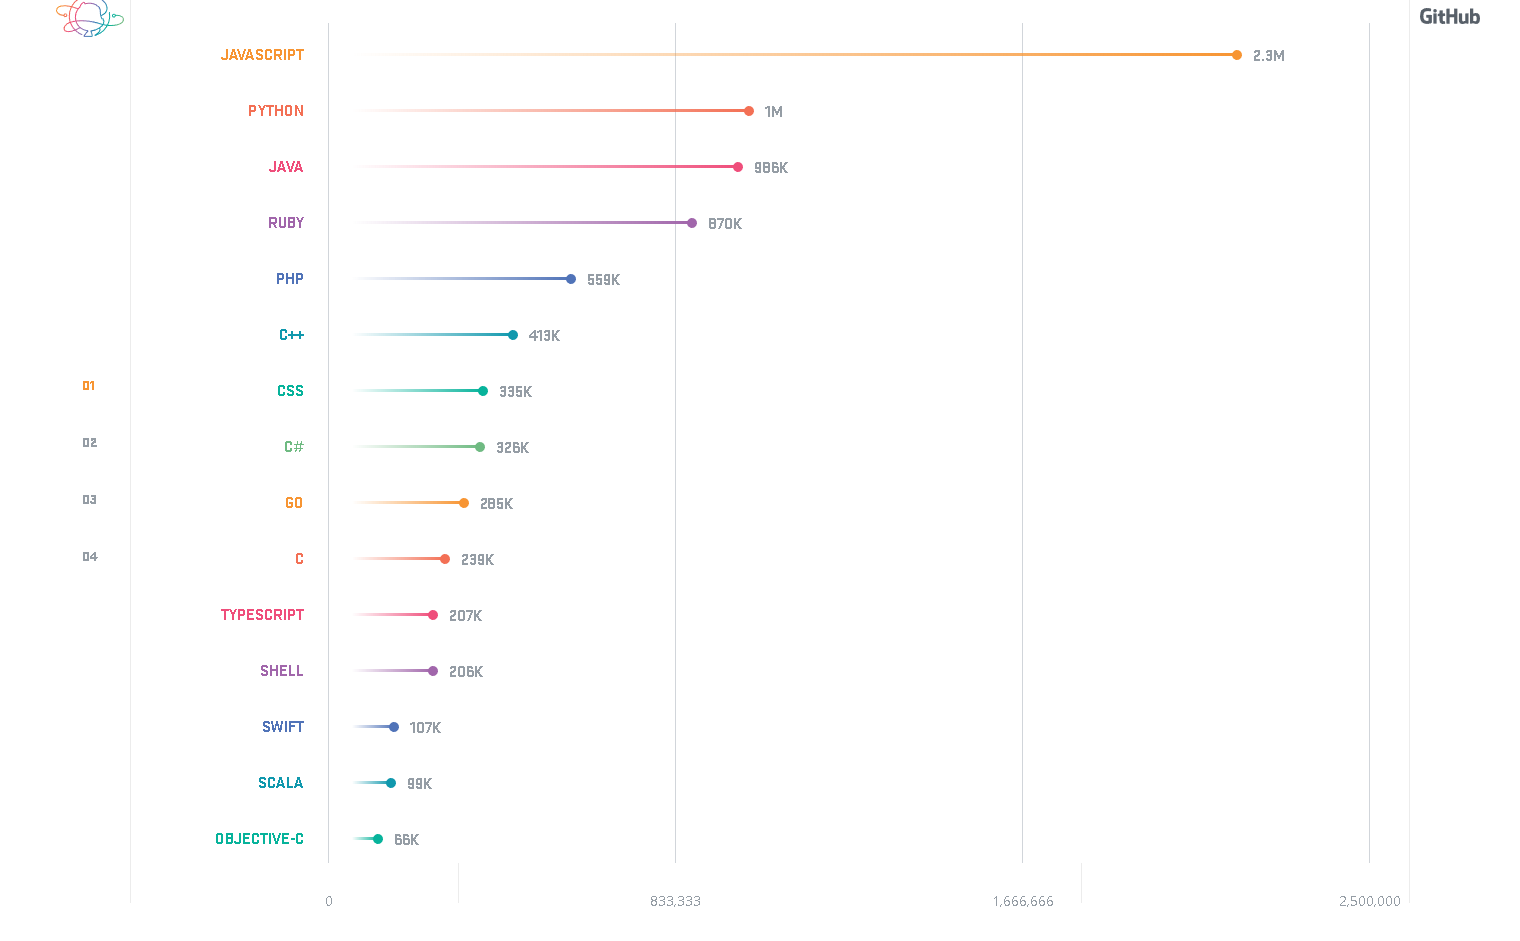 GitHub
JAVASCRIPT 2.3M
PYTHON 1M
JAVA 986K
RUBY 870K
PHP 559K
C++ 413K
01
CSS 335K
02
C# 326K
03
GO 285K
04
C 239K
TYPESCRIPT 207K
SHELL 206K
SWIFT 107K
SCALA 99K
OBJECTIVE-C 66K
0 833,333 1,666,666 2,500,000